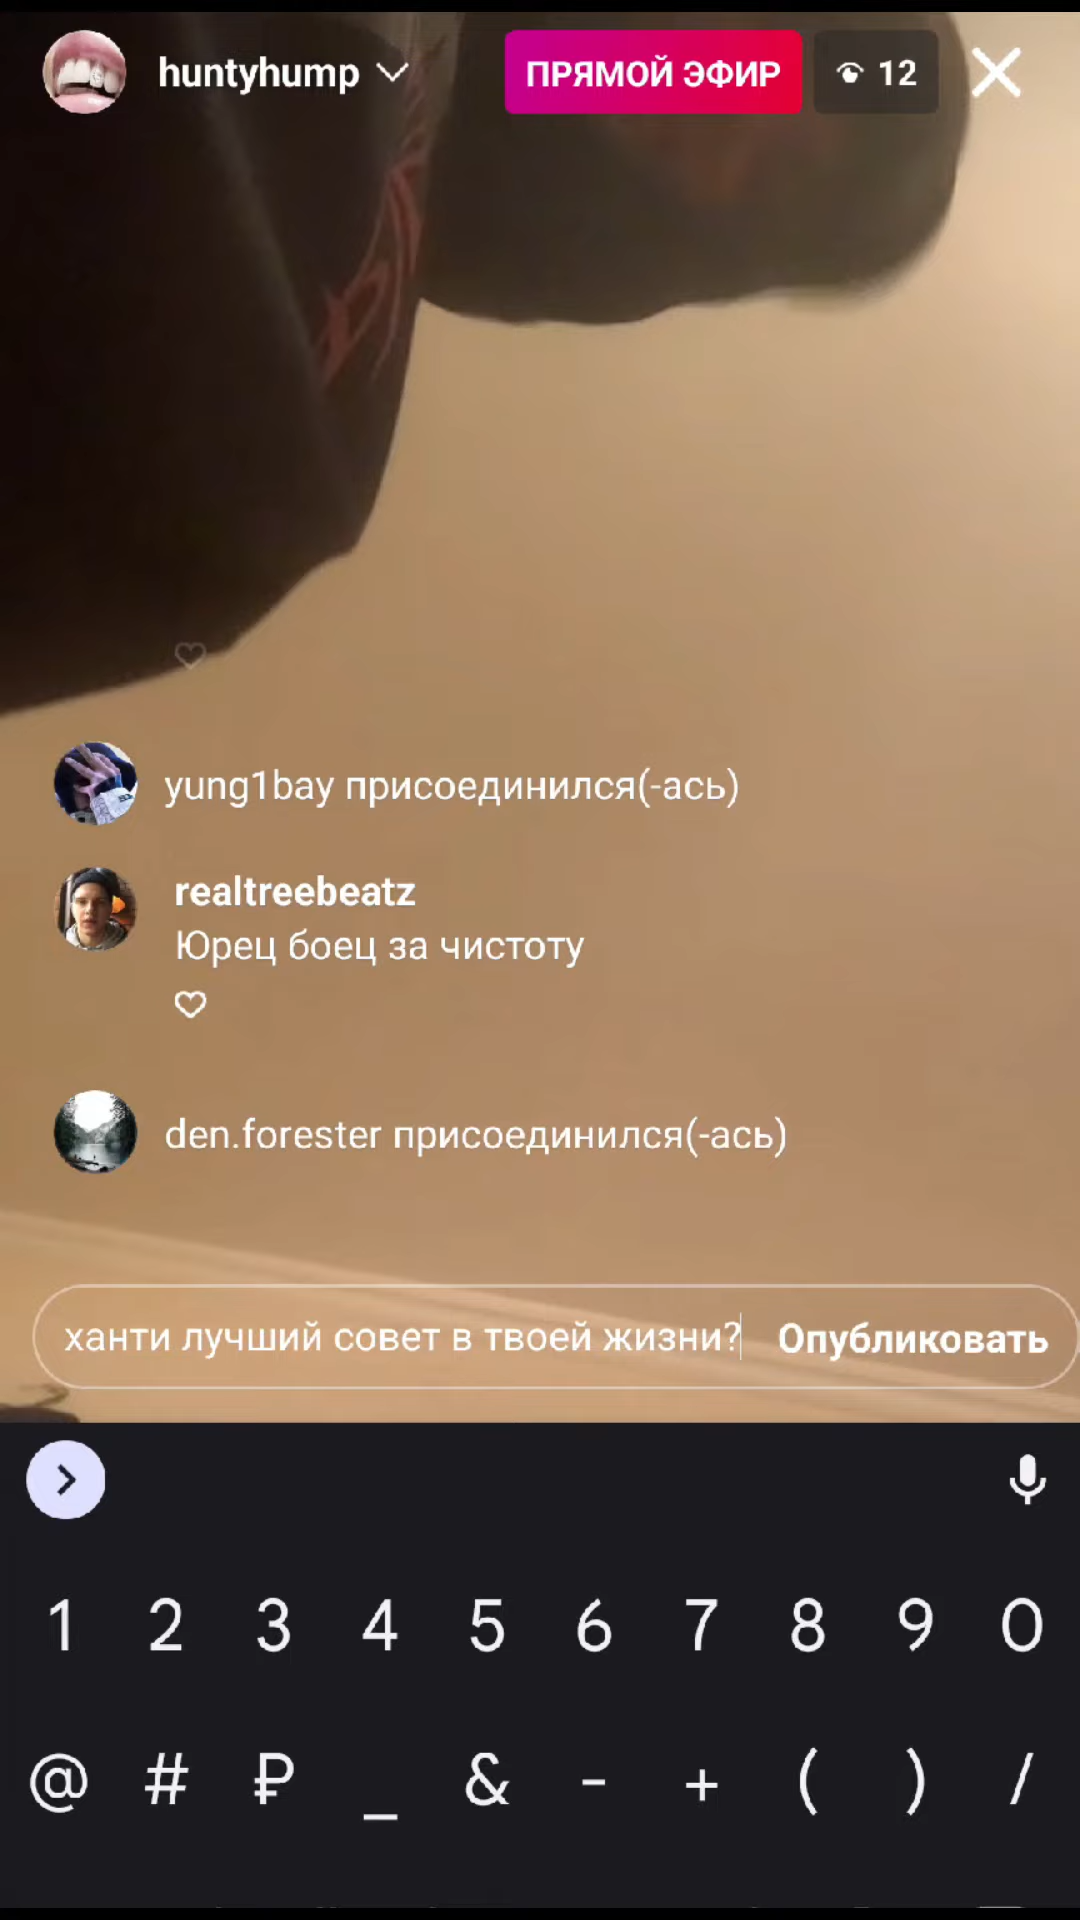 huntyhump
ПРЯМОЙ ЭФИР
12
yung1bay присоединился(-ась)
realtreebeatz
Юрец боец за чистоту
den.forester присоединился(-ась)
ханти лучший совет в твоей жизни?
Опубликовать
1 2 3 4 5 6 7 8 9 0
@ # ₽ _ & - + ( ) /